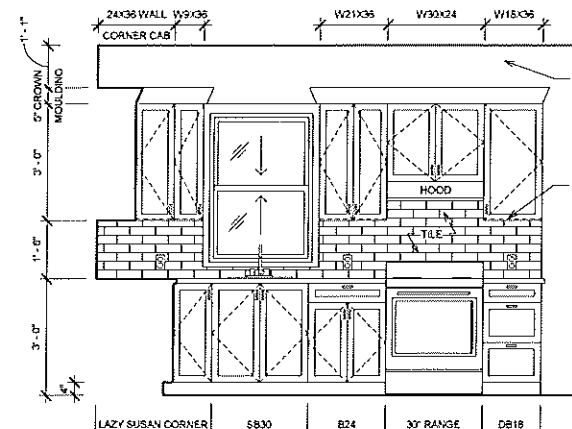 24X36 WALL W9X36 W21X36 W30X24 W18X36
CORNER CAB
1'-1"
5" CROWN
MOULDING
3'-0"
HOOD
TILE
1'-6"
3'-0"
4"
LAZY SUSAN CORNER SB30 B24 30" RANGE DB18